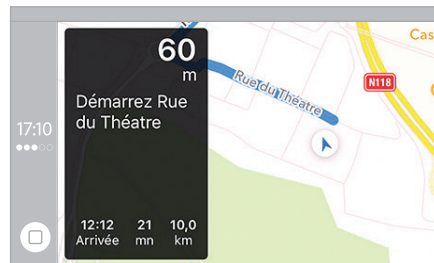 17:10
60
m
Démarrez Rue
du Théatre
12:12 21 10,0
Arrivée mn km
Rue du Théatre
N118
Cas